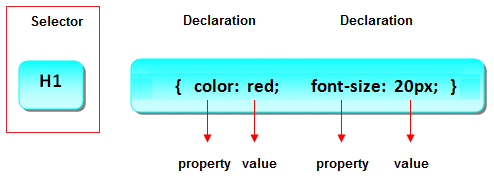 Selector Declaration Declaration
H1 { color: red; font-size: 20px; }
property value property value